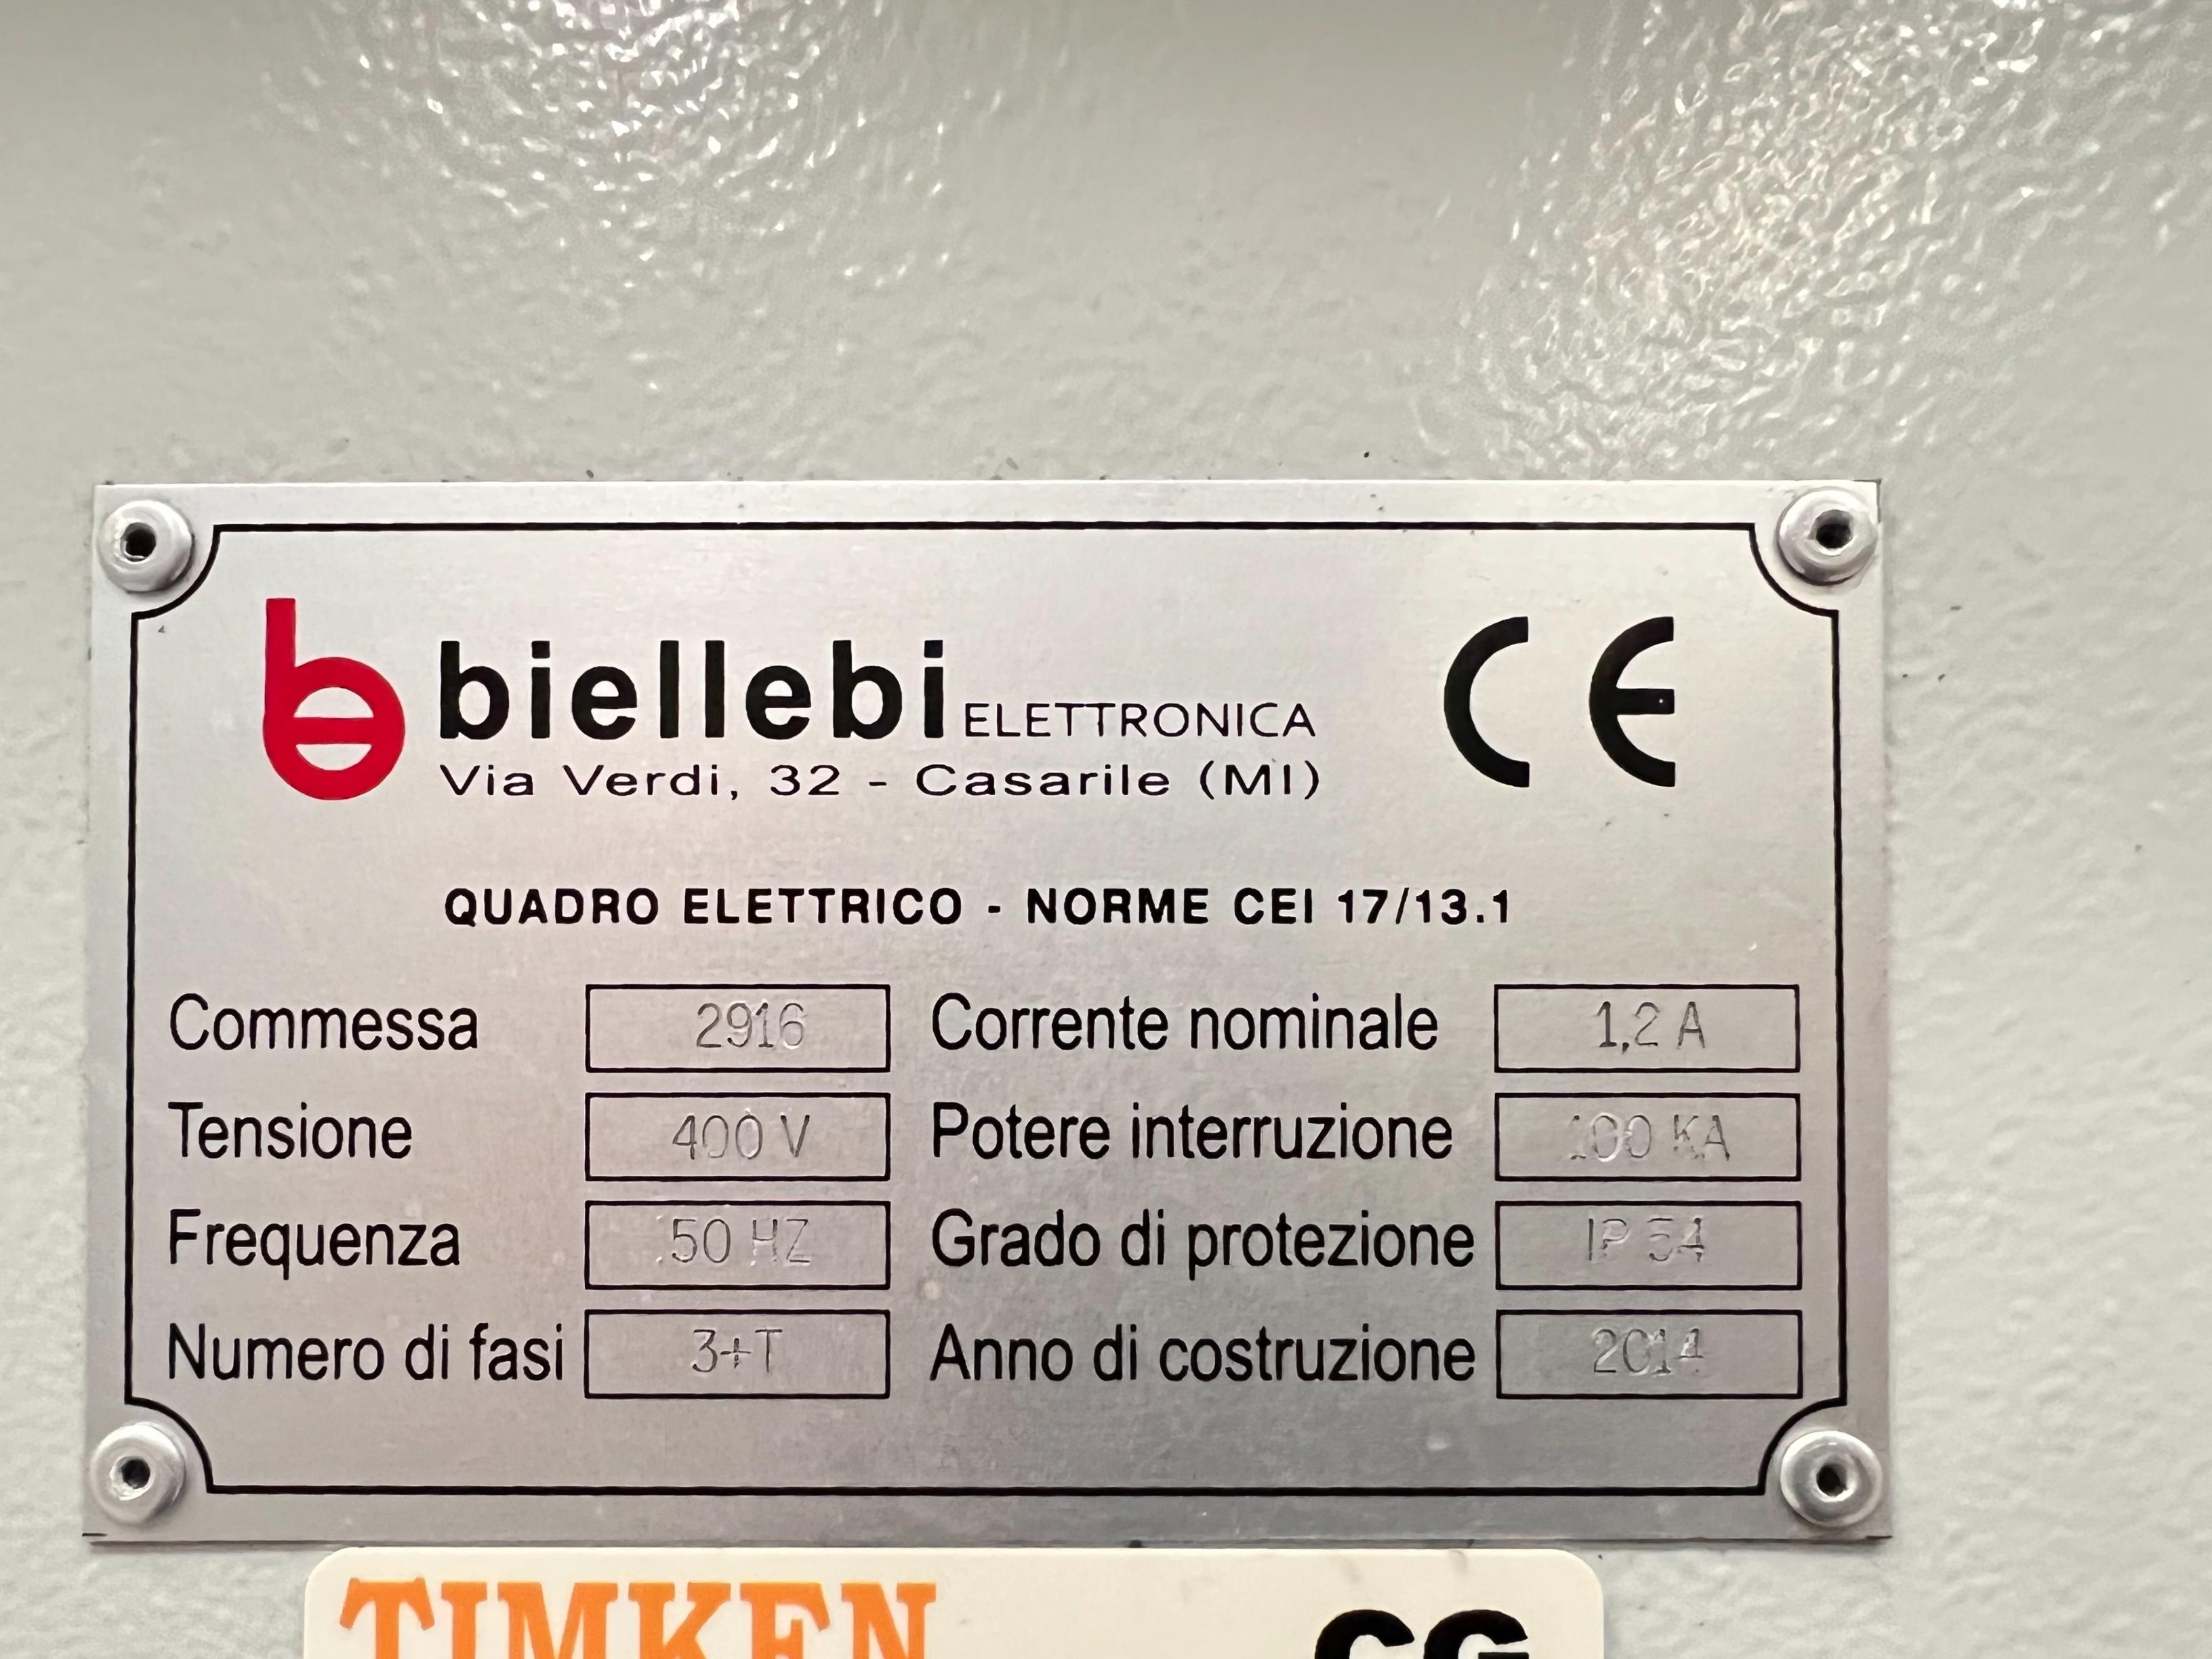 biellebi ELETTRONICA CE
Via Verdi, 32 - Casarile (MI)
QUADRO ELETTRICO - NORME CEI 17/13.1
Commessa 2916 Corrente nominale 1,2 A
Tensione 400 V Potere interruzione 100 KA
Frequenza 50 HZ Grado di protezione IP 54
Numero di fasi 3+T Anno di costruzione 2014
TIMKEN